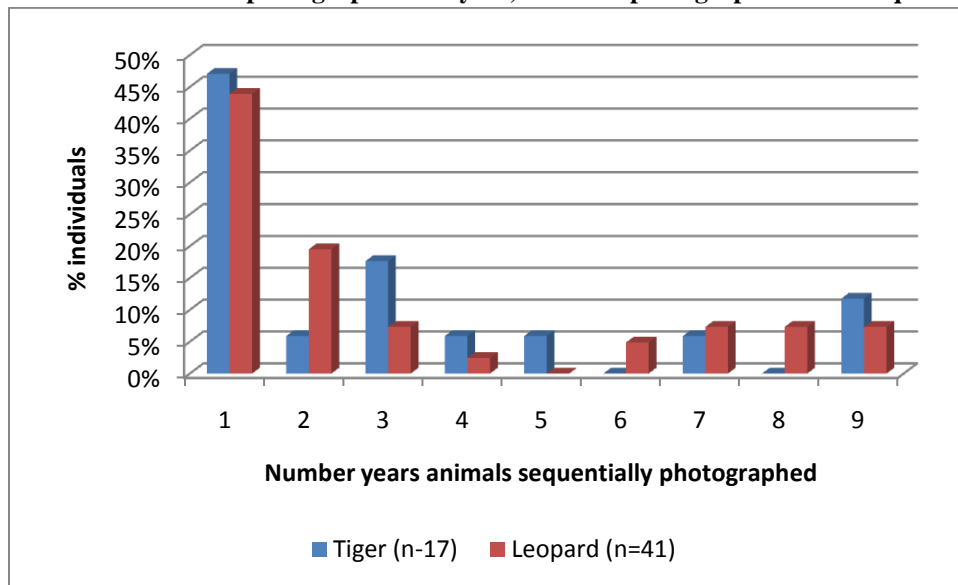 50%
45%
40%
35%
30%
25%
20%
15%
10%
5%
0%
% individuals
1 2 3 4 5 6 7 8 9
Number years animals sequentially photographed
Tiger (n-17) Leopard (n=41)